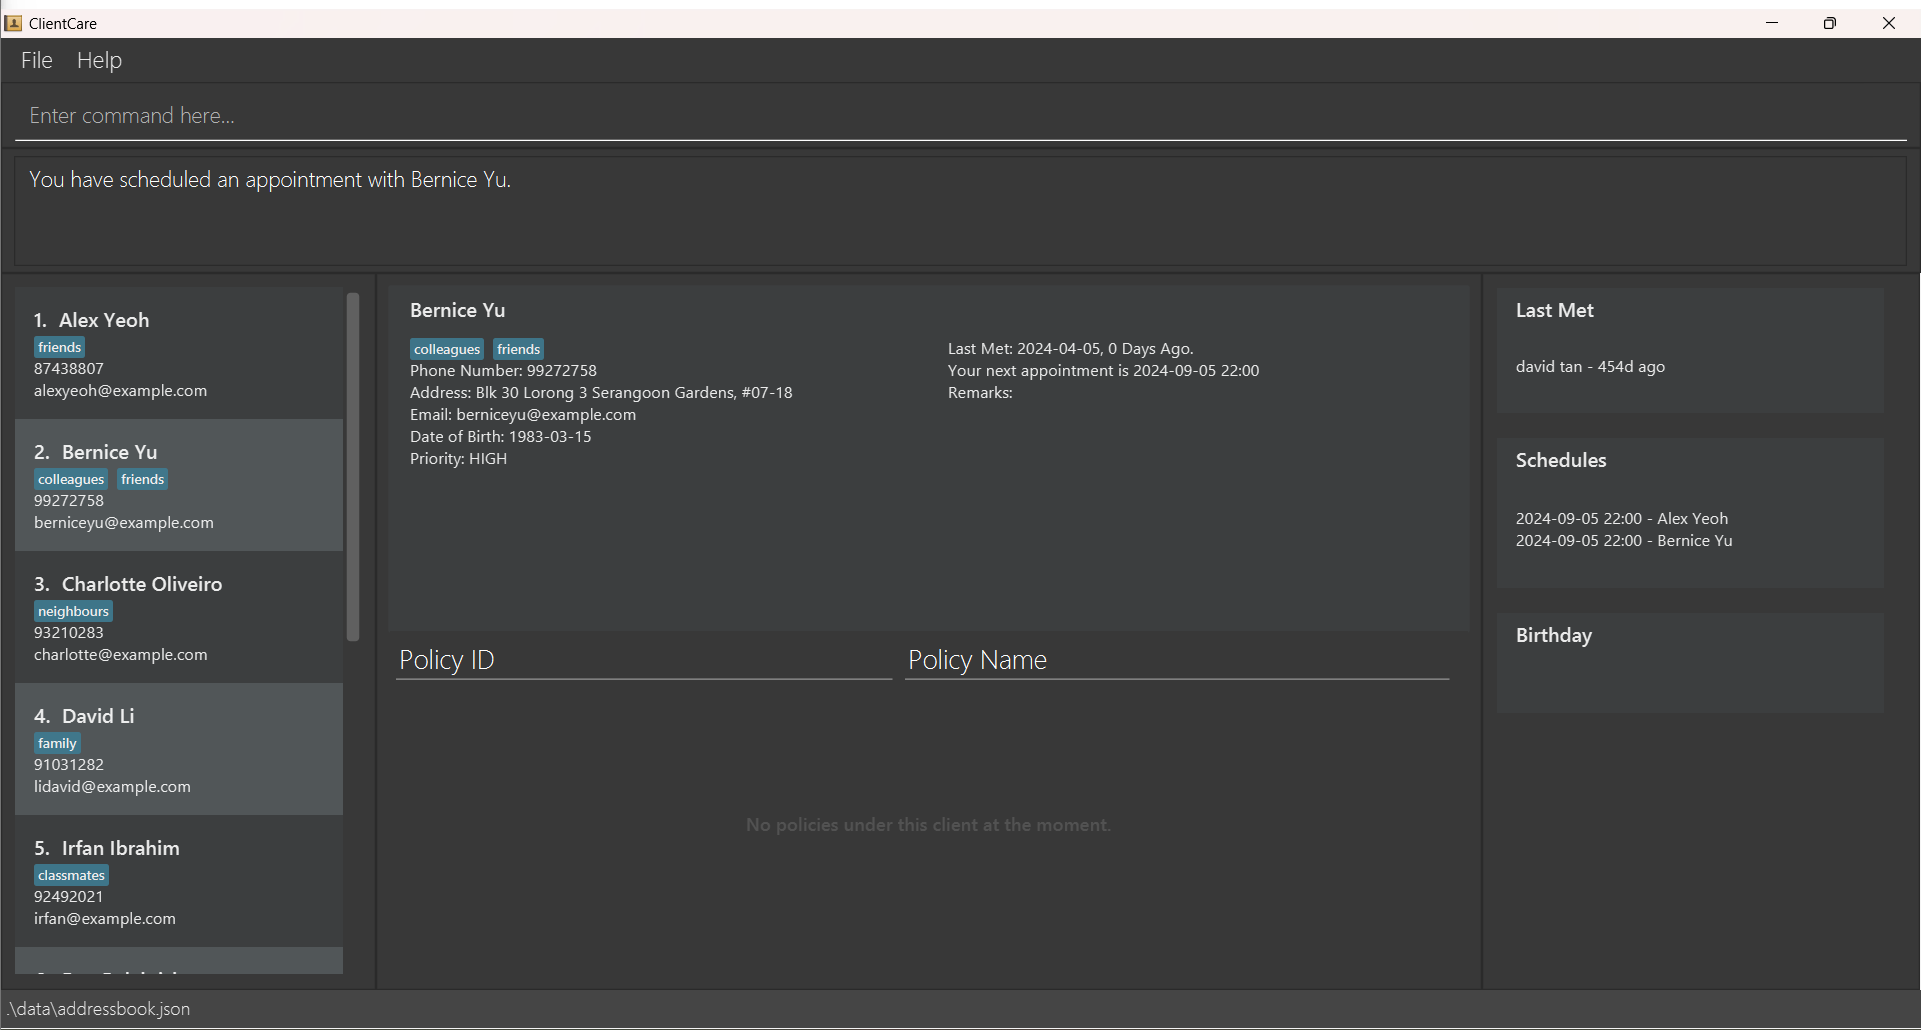 ClientCare
File Help
Enter command here...
You have scheduled an appointment with Bernice Yu.
1. Alex Yeoh
friends
87438807
alexyeoh@example.com
2. Bernice Yu
colleagues friends
99272758
berniceyu@example.com
3. Charlotte Oliveiro
neighbours
93210283
charlotte@example.com
4. David Li
family
91031282
lidavid@example.com
5. Irfan Ibrahim
classmates
92492021
irfan@example.com
Bernice Yu
colleagues friends
Phone Number: 99272758
Address: Blk 30 Lorong 3 Serangoon Gardens, #07-18
Email: berniceyu@example.com
Date of Birth: 1983-03-15
Priority: HIGH
Last Met: 2024-04-05, 0 Days Ago.
Your next appointment is 2024-09-05 22:00
Remarks:
Policy ID Policy Name
No policies under this client at the moment.
Last Met
david tan - 454d ago
Schedules
2024-09-05 22:00 - Alex Yeoh
2024-09-05 22:00 - Bernice Yu
Birthday
.\data\addressbook.json